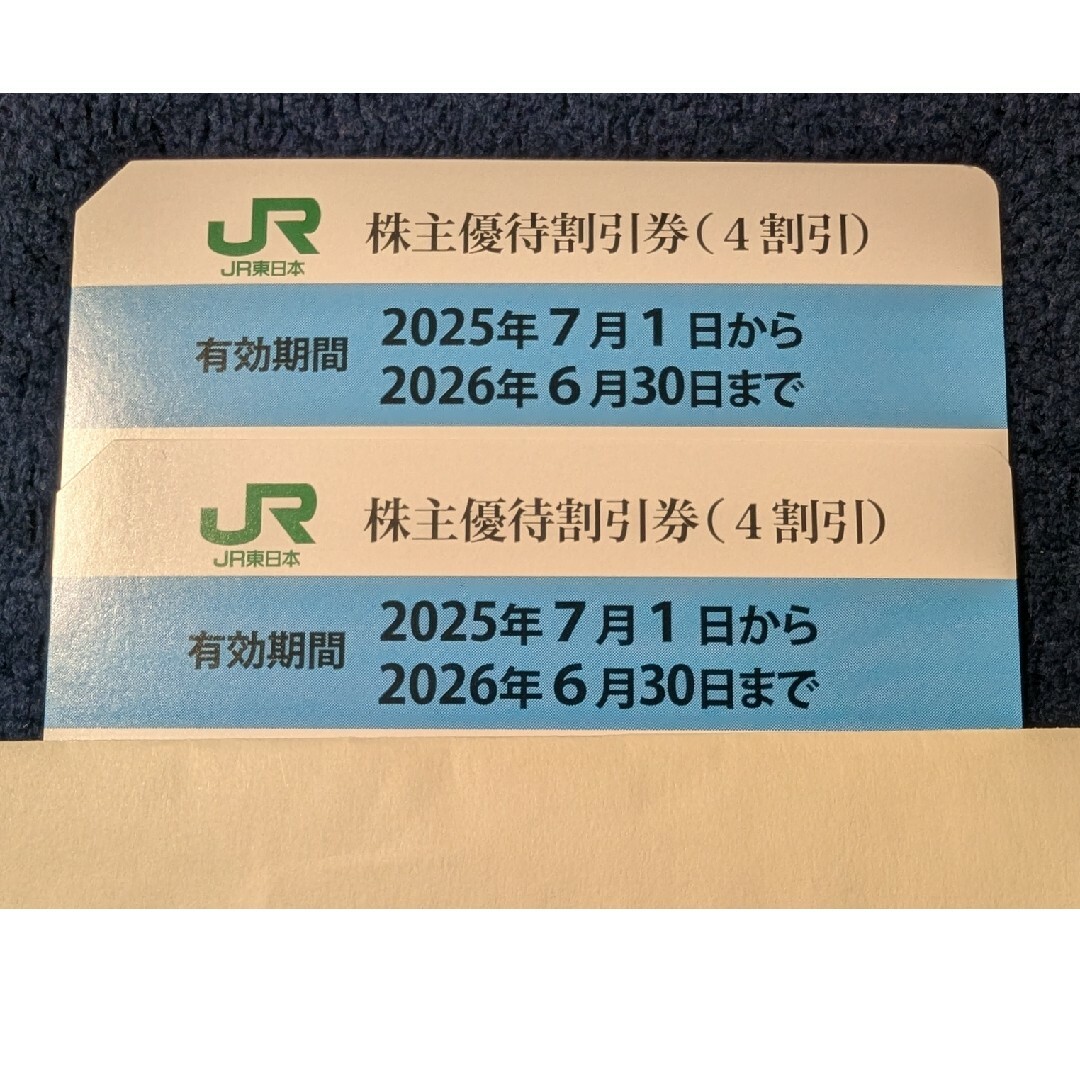 JR
JR東日本
株主優待割引券(４割引)
有効期間
2025年７月１日から
2026年６月30日まで
JR
JR東日本
株主優待割引券(４割引)
有効期間
2025年７月１日から
2026年６月30日まで